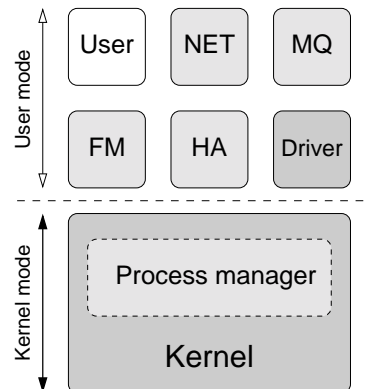 User mode
User NET MQ
FM HA Driver
Kernel mode
Process manager
Kernel